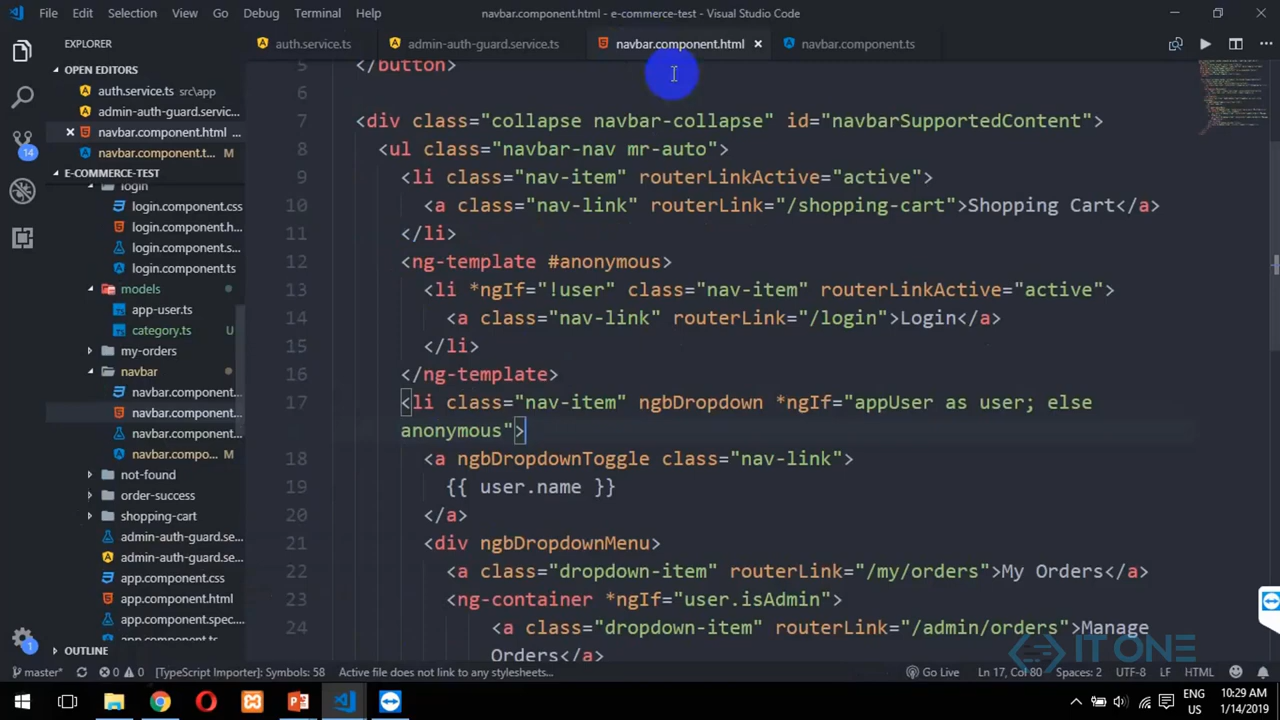 File Edit Selection View Go Debug Terminal Help navbar.component.html - e-commerce-test - Visual Studio Code
EXPLORER
OPEN EDITORS
auth.service.ts src\app
admin-auth-guard.servic...
navbar.component.html ...
navbar.component.t... M
E-COMMERCE-TEST
login
login.component.css
login.component.h...
login.component.s...
login.component.ts
models
app-user.ts
category.ts U
my-orders
navbar
navbar.component....
navbar.component....
navbar.component....
navbar.compo... M
not-found
order-success
shopping-cart
admin-auth-guard.se...
admin-auth-guard.se...
app.component.css
app.component.html
app.component.spec....
app.component.ts
OUTLINE
14
1
auth.service.ts admin-auth-guard.service.ts navbar.component.html navbar.component.ts
5 </button>
6
7 <div class="collapse navbar-collapse" id="navbarSupportedContent">
8 <ul class="navbar-nav mr-auto">
9 <li class="nav-item" routerLinkActive="active">
10 <a class="nav-link" routerLink="/shopping-cart">Shopping Cart</a>
11 </li>
12 <ng-template #anonymous>
13 <li *ngIf="!user" class="nav-item" routerLinkActive="active">
14 <a class="nav-link" routerLink="/login">Login</a>
15 </li>
16 </ng-template>
17 <li class="nav-item" ngbDropdown *ngIf="appUser as user; else
anonymous">
18 <a ngbDropdownToggle class="nav-link">
19 {{ user.name }}
20 </a>
21 <div ngbDropdownMenu>
22 <a class="dropdown-item" routerLink="/my/orders">My Orders</a>
23 <ng-container *ngIf="user.isAdmin">
24 <a class="dropdown-item" routerLink="/admin/orders">Manage
Orders</a>
IT ONE
master* 0 0 [TypeScript Importer]: Symbols: 58 Active file does not link to any stylesheets... Go Live Ln 17, Col 80 Spaces: 2 UTF-8 LF HTML 1
ENG 10:29 AM
US 1/14/2019